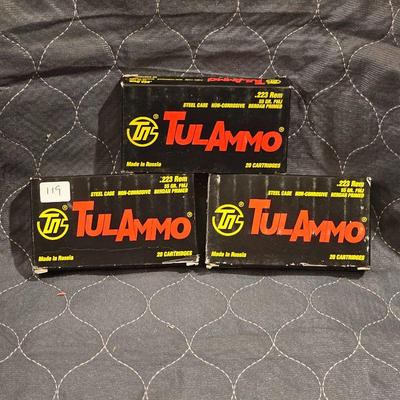 .223 Rem
55 GR. FMJ
STEEL CASE NON-CORROSIVE BERDAN PRIMED
TulAmmo®
Made in Russia
20 CARTRIDGES
119
.223 Rem
55 GR. FMJ
STEEL CASE NON-CORROSIVE BERDAN PRIMED
TulAmmo®
20 CARTRIDGES
Made in Russia
.223 Rem
55 GR. FMJ
STEEL CASE NON-CORROSIVE BERDAN PRIMED
TulAmmo®
20 CARTRIDGES
Made in Russia